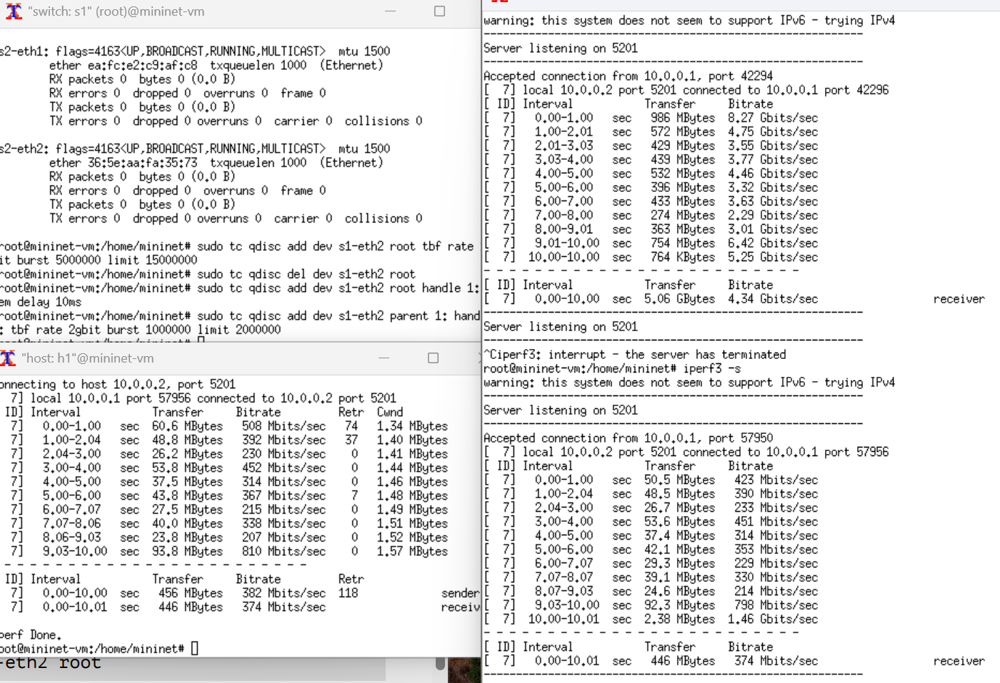 "switch: s1" (root)@mininet-vm
s2-eth1: flags=4163<UP,BROADCAST,RUNNING,MULTICAST>  mtu 1500
ether ea:fc:e2:c9:af:c8  txqueuelen 1000  (Ethernet)
RX packets 0  bytes 0 (0.0 B)
RX errors 0  dropped 0  overruns 0  frame 0
TX packets 0  bytes 0 (0.0 B)
TX errors 0  dropped 0 overruns 0  carrier 0  collisions 0
s2-eth2: flags=4163<UP,BROADCAST,RUNNING,MULTICAST>  mtu 1500
ether 36:5e:aa:fa:35:73  txqueuelen 1000  (Ethernet)
RX packets 0  bytes 0 (0.0 B)
RX errors 0  dropped 0  overruns 0  frame 0
TX packets 0  bytes 0 (0.0 B)
TX errors 0  dropped 0 overruns 0  carrier 0  collisions 0
root@mininet-vm:/home/mininet# sudo tc qdisc add dev s1-eth2 root tbf rate
it burst 5000000 limit 15000000
root@mininet-vm:/home/mininet# sudo tc qdisc del dev s1-eth2 root
root@mininet-vm:/home/mininet# sudo tc qdisc add dev s1-eth2 root handle 1:
em delay 10ms
root@mininet-vm:/home/mininet# sudo tc qdisc add dev s1-eth2 parent 1: hand
: tbf rate 2gbit burst 1000000 limit 2000000
root@mininet-vm:/home/mininet#
"host: h1"@mininet-vm
onnecting to host 10.0.0.2, port 5201
7] local 10.0.0.1 port 57956 connected to 10.0.0.2 port 5201
ID] Interval Transfer Bitrate Retr Cwnd
7] 0.00-1.00 sec 60.6 MBytes 508 Mbits/sec 74 1.34 MBytes
7] 1.00-2.04 sec 48.8 MBytes 392 Mbits/sec 37 1.40 MBytes
7] 2.04-3.00 sec 26.2 MBytes 230 Mbits/sec 0 1.41 MBytes
7] 3.00-4.00 sec 53.8 MBytes 452 Mbits/sec 0 1.44 MBytes
7] 4.00-5.00 sec 37.5 MBytes 314 Mbits/sec 0 1.46 MBytes
7] 5.00-6.00 sec 43.8 MBytes 367 Mbits/sec 7 1.48 MBytes
7] 6.00-7.07 sec 27.5 MBytes 215 Mbits/sec 0 1.49 MBytes
7] 7.07-8.06 sec 40.0 MBytes 338 Mbits/sec 0 1.51 MBytes
7] 8.06-9.03 sec 23.8 MBytes 207 Mbits/sec 0 1.52 MBytes
7] 9.03-10.00 sec 93.8 MBytes 810 Mbits/sec 0 1.57 MBytes
- - - - - - - - - - - - - - - - - - - - - - - -
ID] Interval Transfer Bitrate Retr
7] 0.00-10.00 sec 456 MBytes 382 Mbits/sec 118 sender
7] 0.00-10.01 sec 446 MBytes 374 Mbits/sec receiv
perf Done.
oot@mininet-vm:/home/mininet#
-eth2 root
warning: this system does not seem to support IPv6 - trying IPv4
-----------------------------------------------------------
Server listening on 5201
-----------------------------------------------------------
Accepted connection from 10.0.0.1, port 42294
[ 7] local 10.0.0.2 port 5201 connected to 10.0.0.1 port 42296
[ ID] Interval Transfer Bitrate
[ 7] 0.00-1.00 sec 986 MBytes 8.27 Gbits/sec
[ 7] 1.00-2.01 sec 572 MBytes 4.75 Gbits/sec
[ 7] 2.01-3.03 sec 429 MBytes 3.55 Gbits/sec
[ 7] 3.03-4.00 sec 439 MBytes 3.77 Gbits/sec
[ 7] 4.00-5.00 sec 532 MBytes 4.46 Gbits/sec
[ 7] 5.00-6.00 sec 396 MBytes 3.32 Gbits/sec
[ 7] 6.00-7.00 sec 433 MBytes 3.63 Gbits/sec
[ 7] 7.00-8.00 sec 274 MBytes 2.29 Gbits/sec
[ 7] 8.00-9.01 sec 363 MBytes 3.01 Gbits/sec
[ 7] 9.01-10.00 sec 754 MBytes 6.42 Gbits/sec
[ 7] 10.00-10.00 sec 764 KBytes 5.25 Gbits/sec
- - - - - - - - - - - - - - - - - - - - - - - - -
[ ID] Interval Transfer Bitrate
[ 7] 0.00-10.00 sec 5.06 GBytes 4.34 Gbits/sec receiver
-----------------------------------------------------------
Server listening on 5201
-----------------------------------------------------------
^Ciperf3: interrupt - the server has terminated
root@mininet-vm:/home/mininet# iperf3 -s
warning: this system does not seem to support IPv6 - trying IPv4
-----------------------------------------------------------
Server listening on 5201
-----------------------------------------------------------
Accepted connection from 10.0.0.1, port 57950
[ 7] local 10.0.0.2 port 5201 connected to 10.0.0.1 port 57956
[ ID] Interval Transfer Bitrate
[ 7] 0.00-1.00 sec 50.5 MBytes 423 Mbits/sec
[ 7] 1.00-2.04 sec 48.5 MBytes 390 Mbits/sec
[ 7] 2.04-3.00 sec 26.7 MBytes 233 Mbits/sec
[ 7] 3.00-4.00 sec 53.6 MBytes 451 Mbits/sec
[ 7] 4.00-5.00 sec 37.4 MBytes 314 Mbits/sec
[ 7] 5.00-6.00 sec 42.1 MBytes 353 Mbits/sec
[ 7] 6.00-7.07 sec 29.3 MBytes 229 Mbits/sec
[ 7] 7.07-8.07 sec 39.1 MBytes 330 Mbits/sec
[ 7] 8.07-9.03 sec 24.6 MBytes 214 Mbits/sec
[ 7] 9.03-10.00 sec 92.3 MBytes 798 Mbits/sec
[ 7] 10.00-10.01 sec 2.38 MBytes 1.46 Gbits/sec
- - - - - - - - - - - - - - - - - - - - - - - - -
[ ID] Interval Transfer Bitrate
[ 7] 0.00-10.01 sec 446 MBytes 374 Mbits/sec receiver
-----------------------------------------------------------